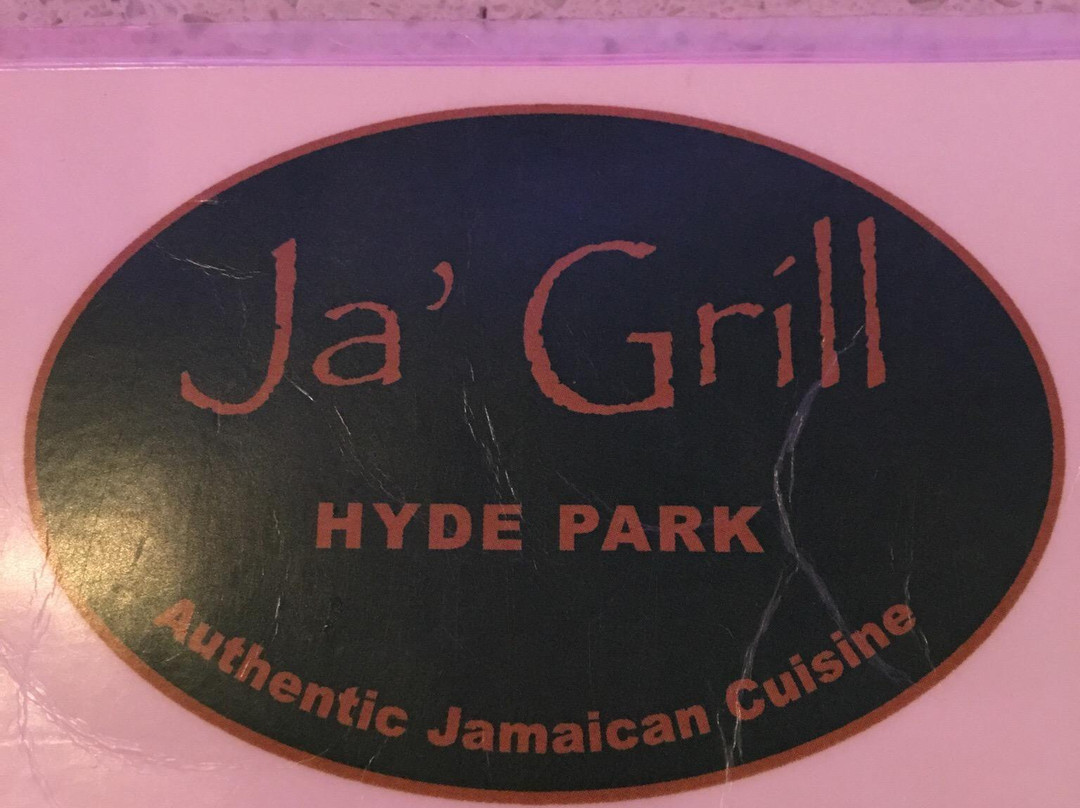 Ja' Grill
HYDE PARK
Authentic Jamaican Cuisine